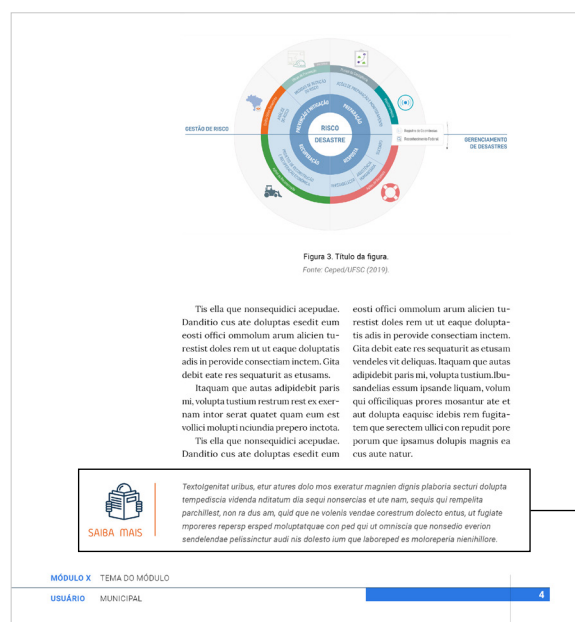 GESTÃO DE RISCO
PREVENÇÃO E MITIGAÇÃO
PREPARAÇÃO
RISCO
DESASTRE
RECUPERAÇÃO
RESPOSTA
GERENCIAMENTO
DE DESASTRES
Figura 3. Título da figura.
Fonte: Ceped/UFSC (2019).
Tis ella que nonsequidici acepudae.
Danditio cus ate doluptas esedit eum
eosti offici ommolum arum alicien tu-
restist doles rem ut ut eaque doluptatis
adis in perovide consectiam inctem. Gita
debit eate res sequaturit as etusams.
Itaquam que autas adipidebit paris
mi, volupta tustium restrum rest ex exer-
nam intor serat quatet quam eum est
vollici molupti nciundia prepero inctota.
Tis ella que nonsequidici acepudae.
Danditio cus ate doluptas esedit eum
eosti offici ommolum arum alicien tu-
restist doles rem ut ut eaque dolupta-
tis adis in perovide consectiam inctem.
Gita debit eate res sequaturit as etusam
vendeles vit deliquas. Itaquam que autas
adipidebit paris mi, volupta tustium.Ibu-
sandelias essum ipsande liquam, volum
qui officiliquas prores mosantur ate et
aut dolupta eaquisc idebis rem fugita-
tem que serectem ullici con repudit pore
porum que ipsamus dolupis magnis ea
cus aute natur.
SAIBA MAIS
Textolgenitat uribus, etur atures dolo mos exeratur magnien dignis plaboria secturi dolupta
tempediscia videnda nditatum dia sequi nonsercias et ute nam, sequis qui rempelita
parchillest, non ra dus am, quid que ne volenis vendae corestrum dolecto entus, ut fugiate
mporeres repersp ersped moluptatquae con ped qui ut omniscia que nonsedio everion
sendelendae pelissinctur audi nis dolesto ium que laboreped es moloreperia nienihillore.
MÓDULO X TEMA DO MÓDULO
USUÁRIO MUNICIPAL
4